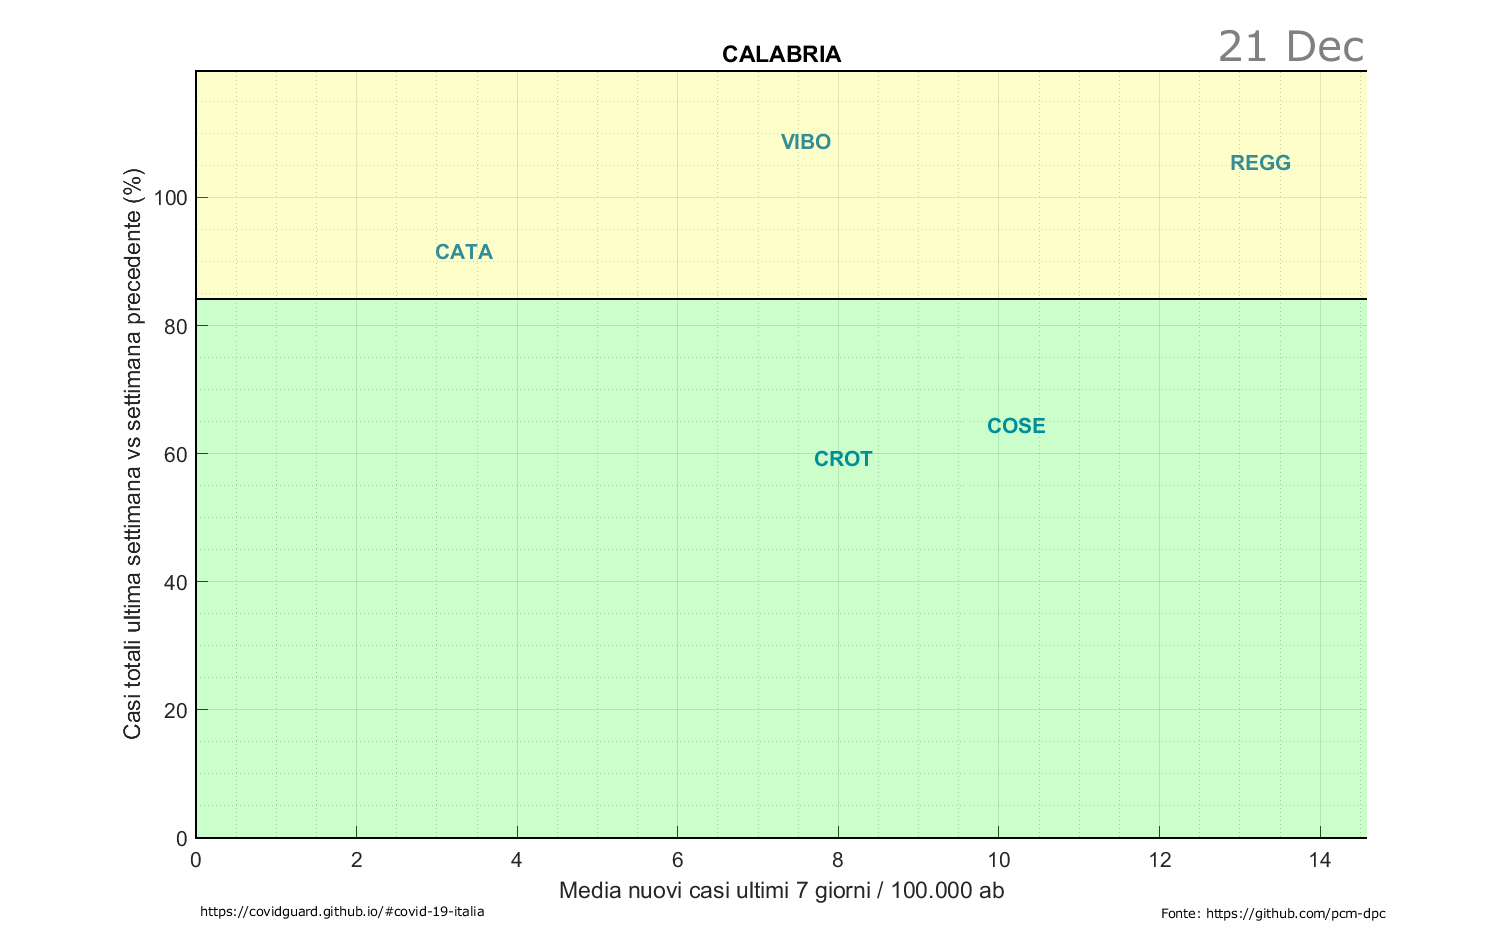 CALABRIA
21 Dec
Casi totali ultima settimana vs settimana precedente (%)
100
80
60
40
20
0
VIBO
REGG
CATA
COSE
CROT
0 2 4 6 8 10 12 14
Media nuovi casi ultimi 7 giorni / 100.000 ab
https://covidguard.github.io/#covid-19-italia
Fonte: https://github.com/pcm-dpc